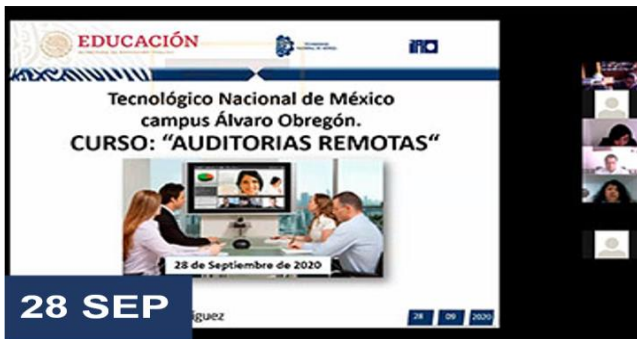 EDUCACIÓN
Tecnológico Nacional de México
campus Álvaro Obregón.
CURSO: "AUDITORIAS REMOTAS"
28 de Septiembre de 2020
28 SEP
iguez
28 09 2020